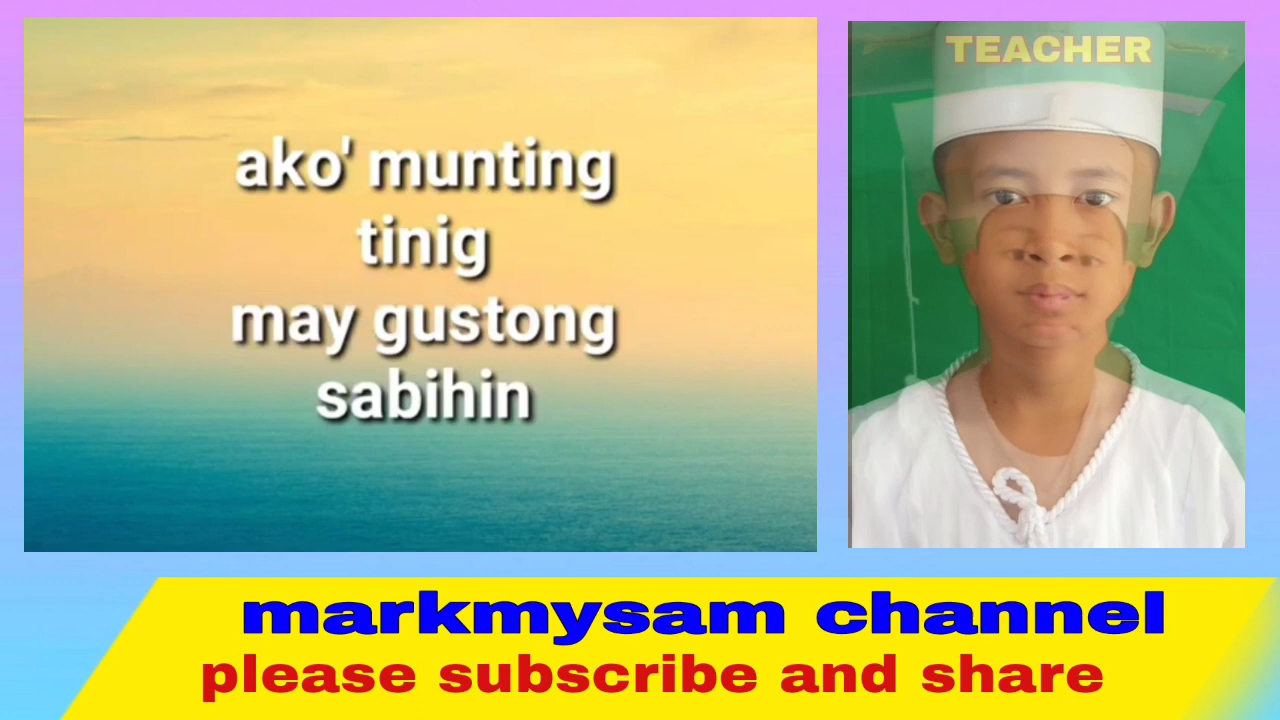 ako' munting
tinig
may gustong
sabihin
TEACHER
markmysam channel
please subscribe and share